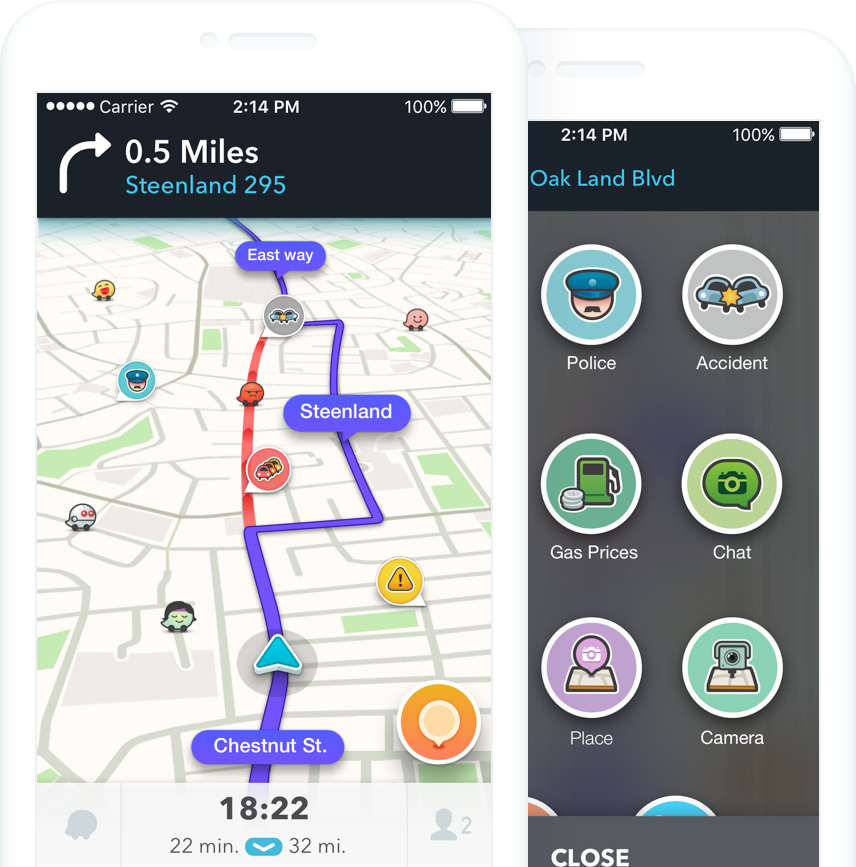 Carrier 2:14 PM 100%
0.5 Miles
Steenland 295
East way
Steenland
Chestnut St.
18:22
22 min. 32 mi.
2
2:14 PM 100%
Oak Land Blvd
Police Accident
Gas Prices Chat
Place Camera
CLOSE